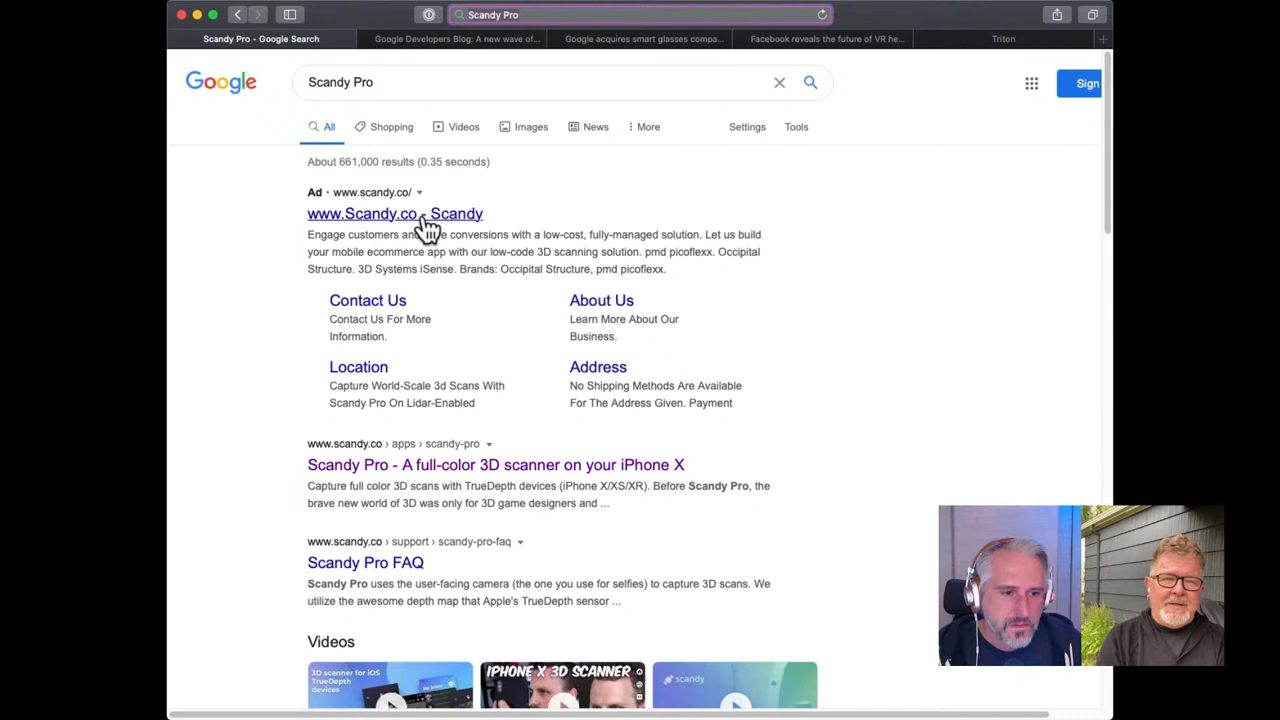 Scandy Pro
Scandy Pro - Google Search
Google Developers Blog: A new wave of...
Google acquires smart glasses compa...
Facebook reveals the future of VR he...
Triton
Google
Scandy Pro
Sign
All
Shopping
Videos
Images
News
More
Settings
Tools
About 661,000 results (0.35 seconds)
Ad · www.scandy.co/
www.Scandy.co - Scandy
Engage customers and conversions with a low-cost, fully-managed solution. Let us build
your mobile ecommerce app with our low-code 3D scanning solution. pmd picoflexx. Occipital
Structure. 3D Systems iSense. Brands: Occipital Structure, pmd picoflexx.
Contact Us
Contact Us For More
Information.
About Us
Learn More About Our
Business.
Location
Capture World-Scale 3d Scans With
Scandy Pro On Lidar-Enabled
Address
No Shipping Methods Are Available
For The Address Given. Payment
www.scandy.co › apps › scandy-pro
Scandy Pro - A full-color 3D scanner on your iPhone X
Capture full color 3D scans with TrueDepth devices (iPhone X/XS/XR). Before Scandy Pro, the
brave new world of 3D was only for 3D game designers and ...
www.scandy.co › support › scandy-pro-faq
Scandy Pro FAQ
Scandy Pro uses the user-facing camera (the one you use for selfies) to capture 3D scans. We
utilize the awesome depth map that Apple's TrueDepth sensor ...
Videos
3D scanner for iOS
TrueDepth
devices
IPHONE X 3D SCANNER
scandy